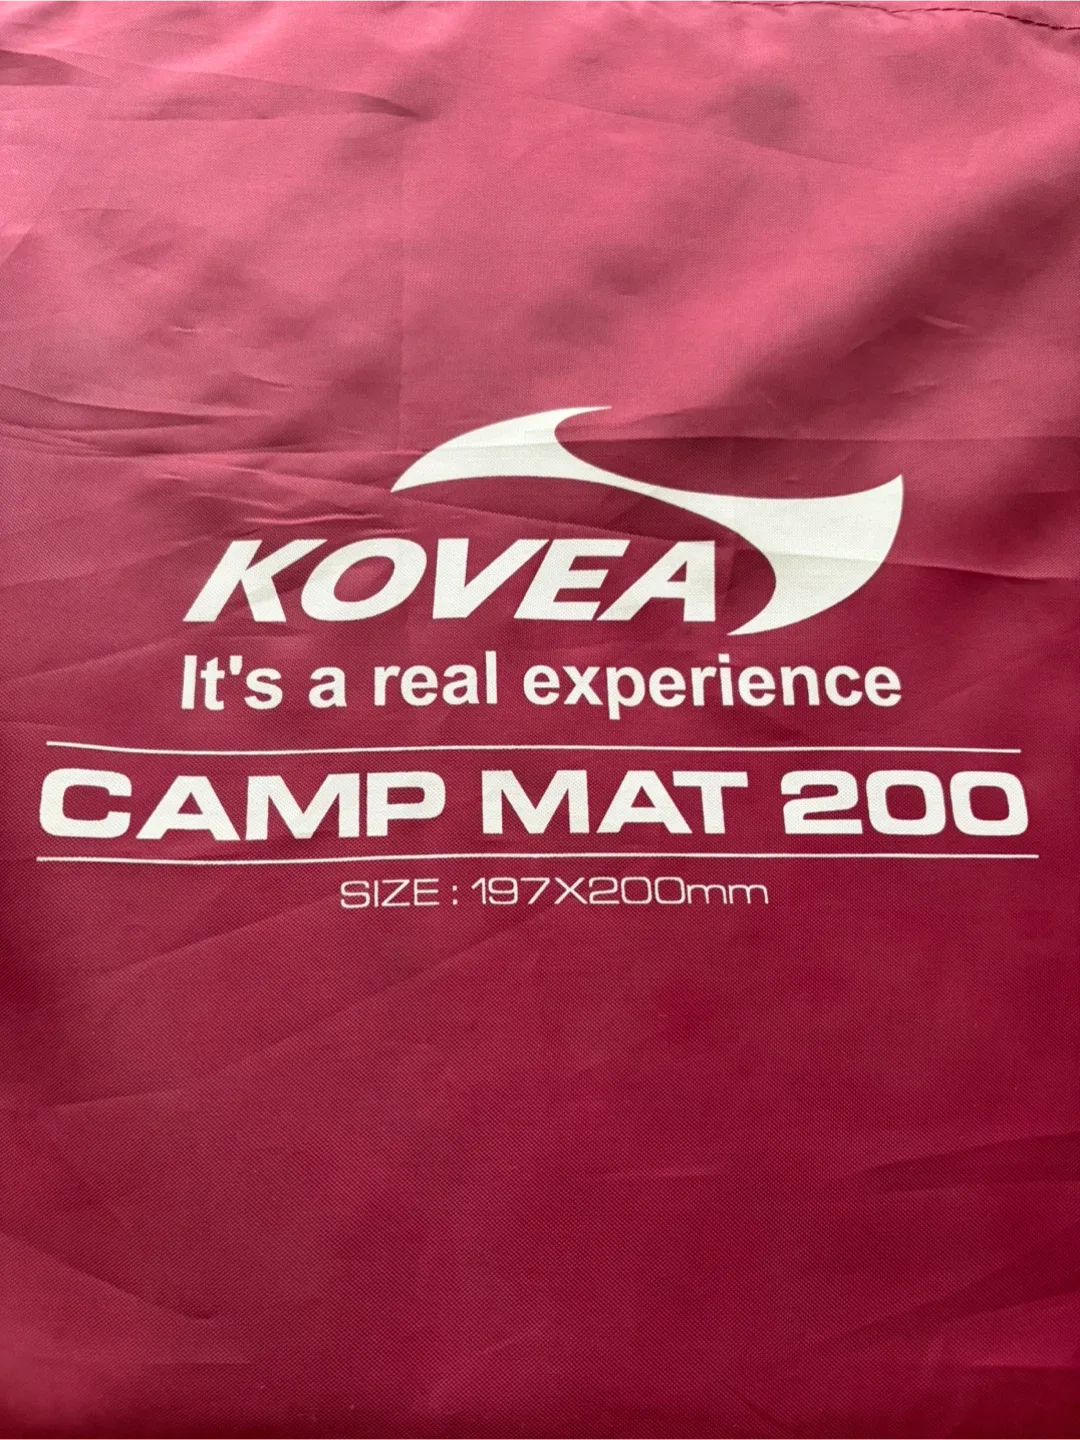 KOVEA
It's a real experience
CAMP MAT 200
SIZE : 197X200mm